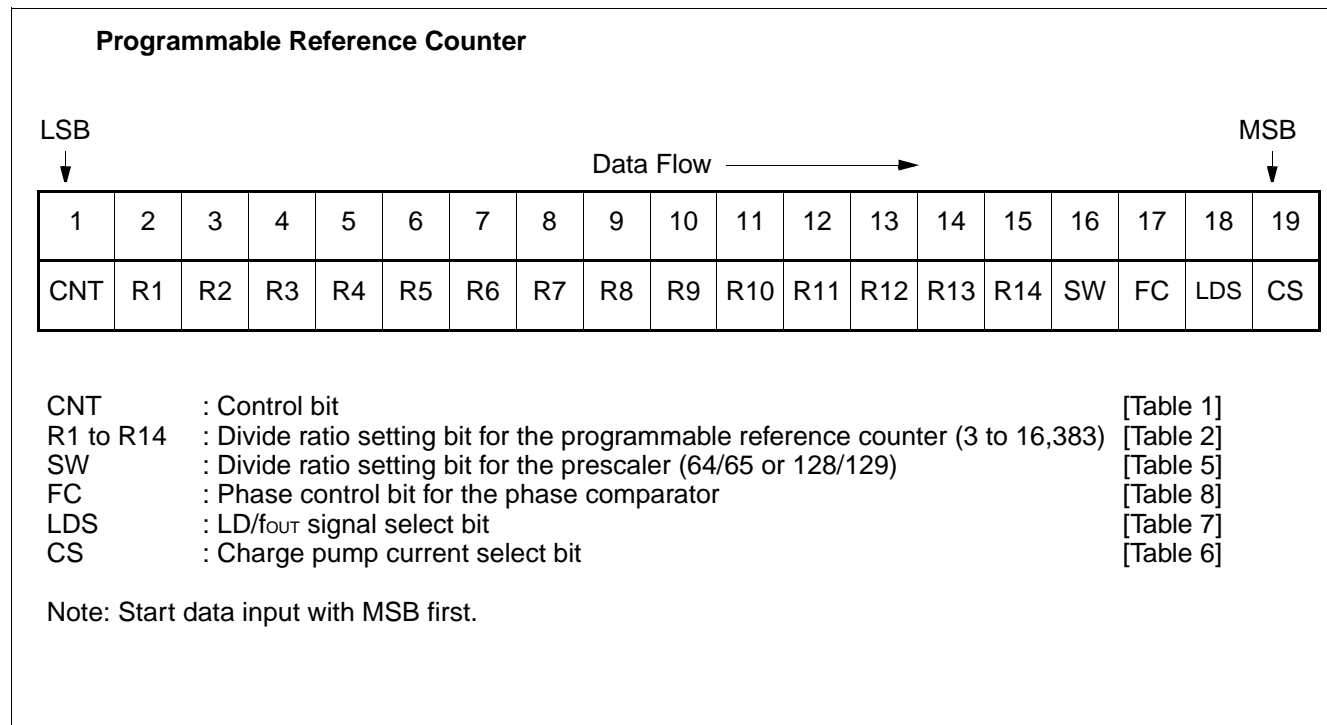 Programmable Reference Counter
LSB MSB
Data Flow
1 2 3 4 5 6 7 8 9 10 11 12 13 14 15 16 17 18 19
CNT R1 R2 R3 R4 R5 R6 R7 R8 R9 R10 R11 R12 R13 R14 SW FC LDS CS
CNT : Control bit [Table 1]
R1 to R14 : Divide ratio setting bit for the programmable reference counter (3 to 16,383) [Table 2]
SW : Divide ratio setting bit for the prescaler (64/65 or 128/129) [Table 5]
FC : Phase control bit for the phase comparator [Table 8]
LDS : LD/fOUT signal select bit [Table 7]
CS : Charge pump current select bit [Table 6]
Note: Start data input with MSB first.